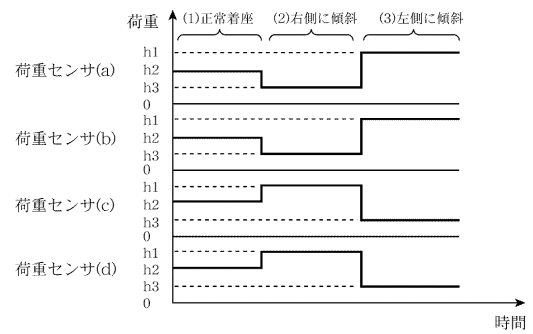 荷重
(1)正常着座 (2)右側に傾斜 (3)左側に傾斜
荷重センサ(a)
h1
h2
h3
0
荷重センサ(b)
h1
h2
h3
0
荷重センサ(c)
h1
h2
h3
0
荷重センサ(d)
h1
h2
h3
0
時間